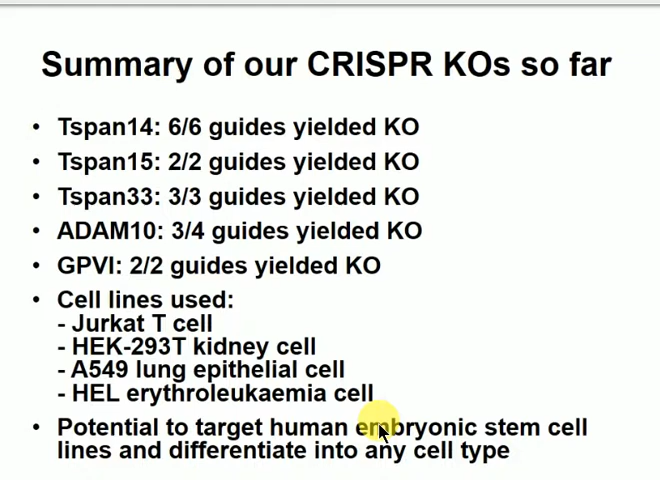 Summary of our CRISPR KOs so far
• Tspan14: 6/6 guides yielded KO
• Tspan15: 2/2 guides yielded KO
• Tspan33: 3/3 guides yielded KO
• ADAM10: 3/4 guides yielded KO
• GPVI: 2/2 guides yielded KO
• Cell lines used:
- Jurkat T cell
- HEK-293T kidney cell
- A549 lung epithelial cell
- HEL erythroleukaemia cell
• Potential to target human embryonic stem cell
lines and differentiate into any cell type